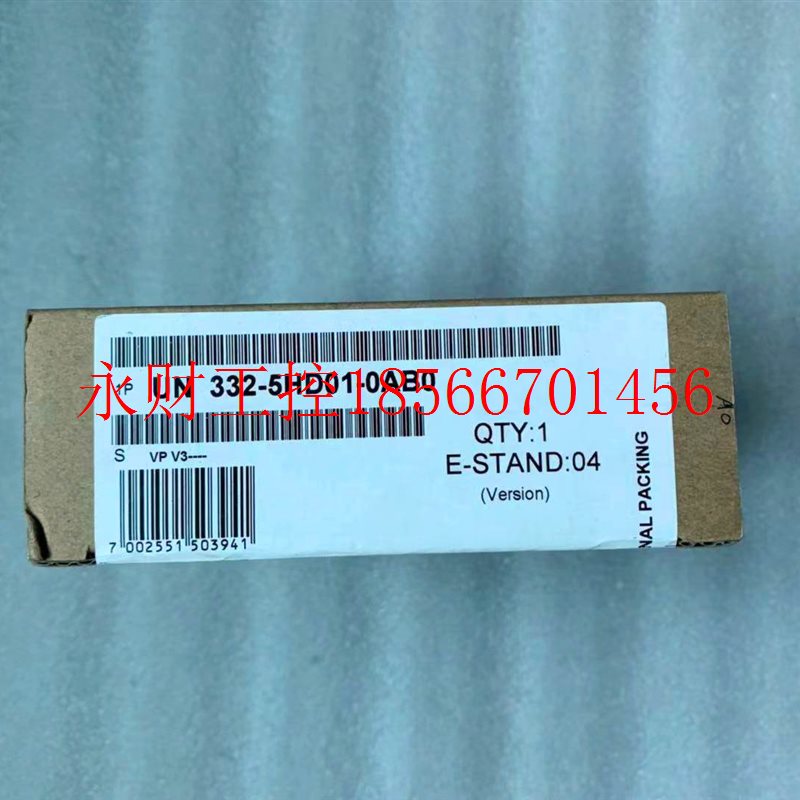 1P UN 332-5HD01-0AB0
永财工控18566701456
QTY:1
S VP V3----
E-STAND:04
(Version)
7 002551 503941
NAL PACKING
A0